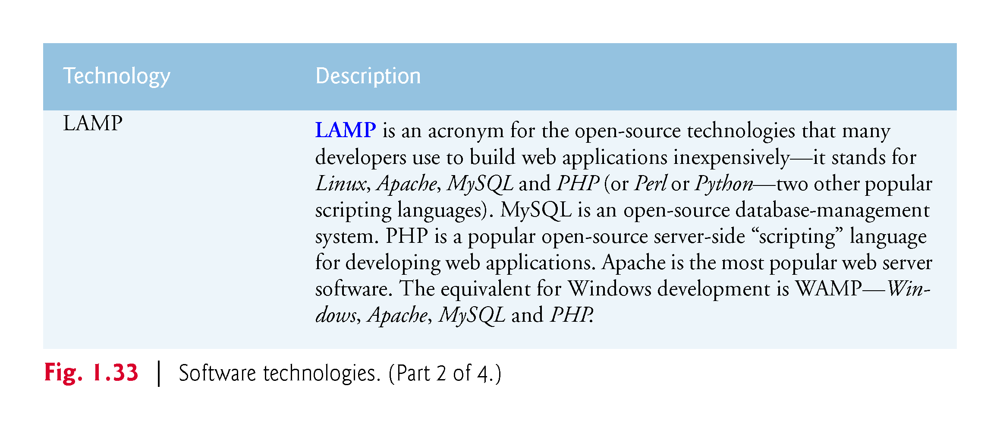 Technology Description
LAMP
LAMP is an acronym for the open-source technologies that many
developers use to build web applications inexpensively—it stands for
Linux, Apache, MySQL and PHP (or Perl or Python—two other popular
scripting languages). MySQL is an open-source database-management
system. PHP is a popular open-source server-side “scripting” language
for developing web applications. Apache is the most popular web server
software. The equivalent for Windows development is WAMP—Win-
dows, Apache, MySQL and PHP.
Fig. 1.33 | Software technologies. (Part 2 of 4.)